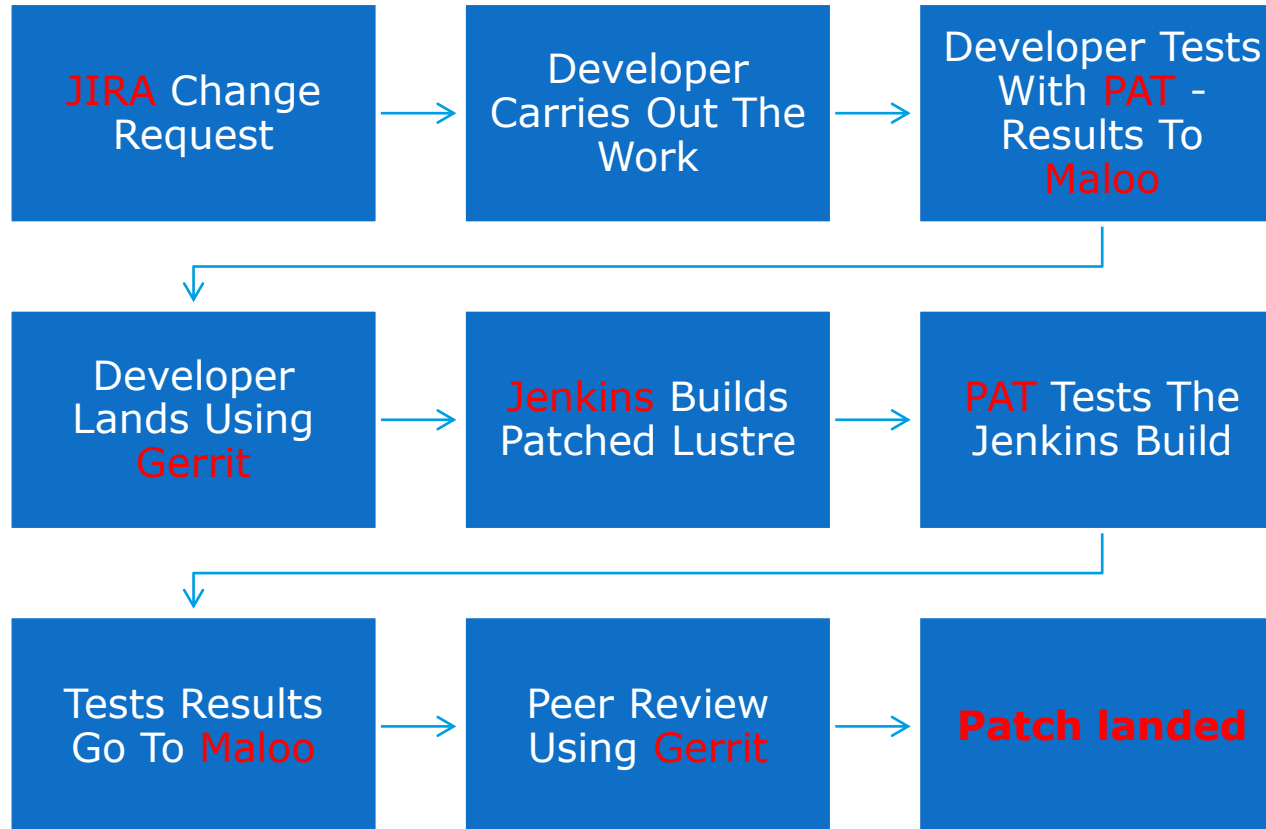 JIRA Change
Request
Developer
Carries Out The
Work
Developer Tests
With PAT -
Results To
Maloo
Developer
Lands Using
Gerrit
Jenkins Builds
Patched Lustre
PAT Tests The
Jenkins Build
Tests Results
Go To Maloo
Peer Review
Using Gerrit
Patch landed